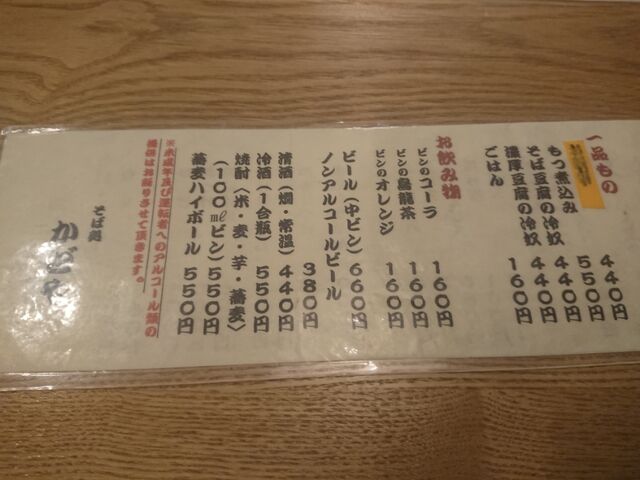 一品もの
440円
もつ煮込み 550円
そば豆腐の冷奴 440円
濃厚豆腐の冷奴 440円
ごはん 160円
お飲み物
ビンのコーラ 160円
ビンの烏龍茶 160円
ビンのオレンジ 160円
ビール(中ビン) 660円
ノンアルコールビール 380円
清酒(燗・常温) 440円
冷酒(1合瓶) 550円
焼酎〈米・麦・芋・蕎麦〉
(100㎖ビン) 550円
蕎麦ハイボール 550円
※未成年及び運転者へのアルコール類の
提供はお断りさせて頂きます。
そば処